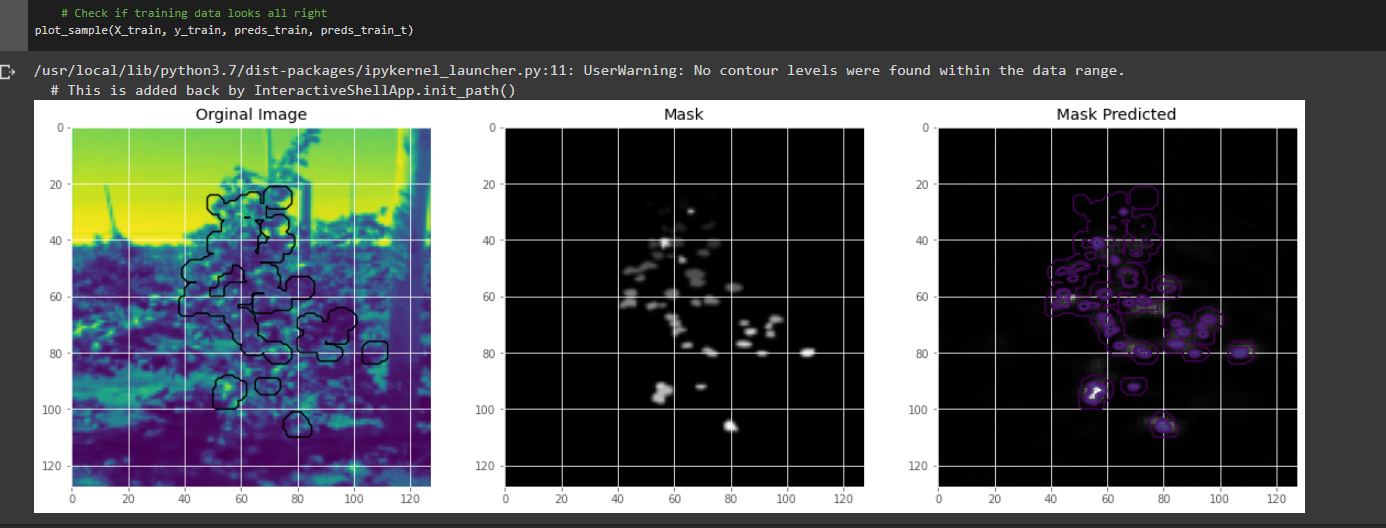 # Check if training data looks all right
plot_sample(X_train, y_train, preds_train, preds_train_t)
/usr/local/lib/python3.7/dist-packages/ipykernel_launcher.py:11: UserWarning: No contour levels were found within the data range.
# This is added back by InteractiveShellApp.init_path()
Orginal Image
0
20
40
60
80
100
120
0 20 40 60 80 100 120
Mask
0
20
40
60
80
100
120
0 20 40 60 80 100 120
Mask Predicted
0
20
40
60
80
100
120
0 20 40 60 80 100 120